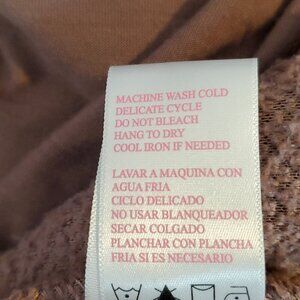 MACHINE WASH COLD
DELICATE CYCLE
DO NOT BLEACH
HANG TO DRY
COOL IRON IF NEEDED
LAVAR A MAQUINA CON
AGUA FRIA
CICLO DELICADO
NO USAR BLANQUEADOR
SECAR COLGADO
PLANCHAR CON PLANCHA
FRIA SI ES NECESARIO